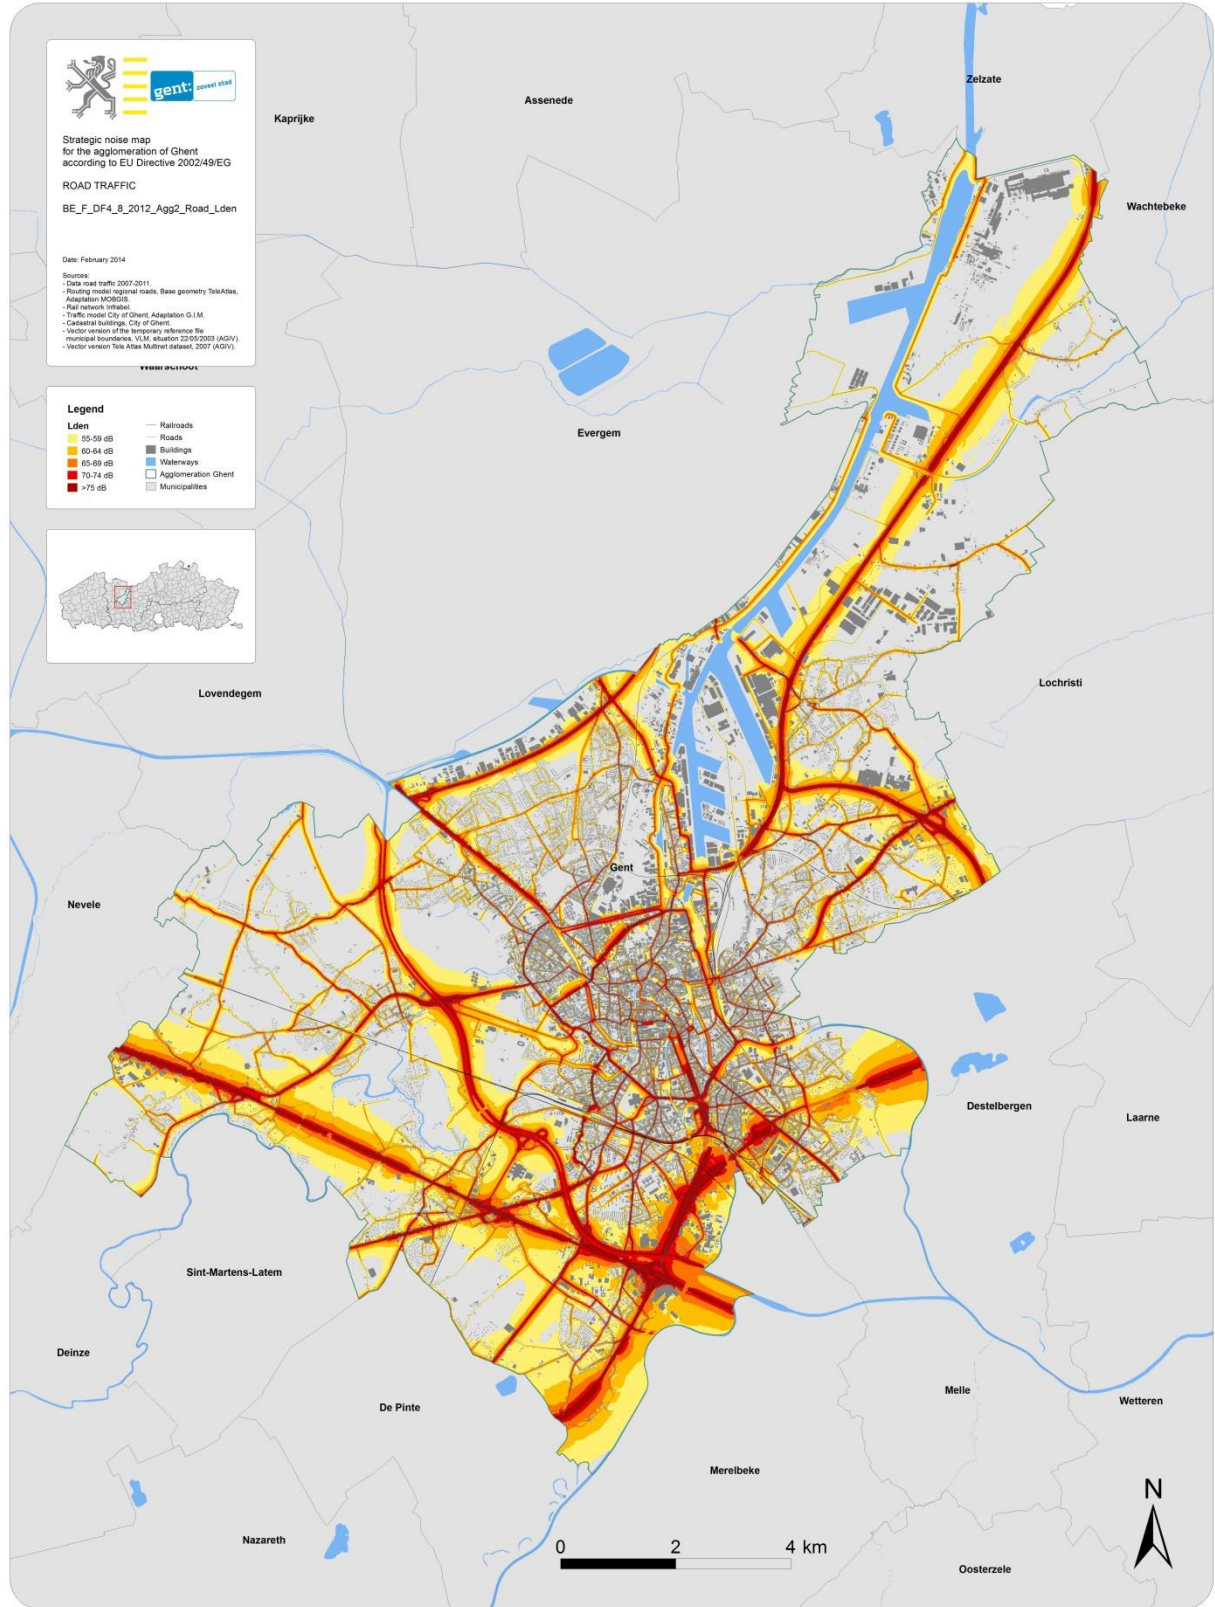 gent: zoveel stad
Strategic noise map
for the agglomeration of Ghent
according to EU Directive 2002/49/EG
ROAD TRAFFIC
BE_F_DF4_8_2012_Agg2_Road_Lden
Date: February 2014
Sources:
- Data road traffic 2007-2011.
- Routing model regional roads, Base geometry TeleAtlas,
Adaptation MOBGIS.
- Rail network Infrabel.
- Traffic model City of Ghent, Adaptation G.I.M.
- Cadastral buildings, City of Ghent.
- Vector version of the temporary reference file
municipal boundaries, VLM, situation 22/05/2003 (AGIV).
- Vector version Tele Atlas Multinet dataset, 2007 (AGIV).
Waarschoot
Legend
Lden
55-59 dB
60-64 dB
65-69 dB
70-74 dB
>75 dB
Railroads
Roads
Buildings
Waterways
Agglomeration Ghent
Municipalities
Zelzate
Assenede
Kaprijke
Wachtebeke
Evergem
Lochristi
Lovendegem
Gent
Nevele
Destelbergen
Laarne
Sint-Martens-Latem
Deinze
De Pinte
Melle
Wetteren
Merelbeke
Nazareth
Oosterzele
N
0 2 4 km